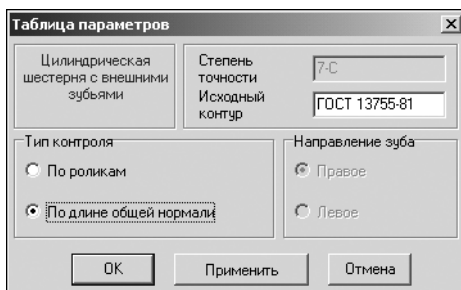 Таблица параметров
Цилиндрическая
шестерня с внешними
зубьями
Степень
точности
7-C
Исходный
контур
ГОСТ 13755-81
Тип контроля
По роликам
По длине общей нормали
Направление зуба
Правое
Левое
OK
Применить
Отмена